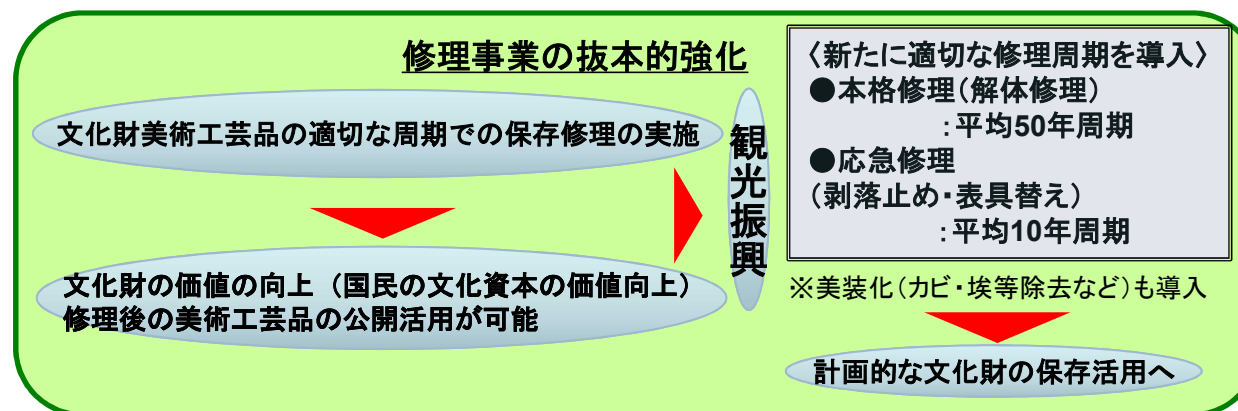 修理事業の抜本的強化
文化財美術工芸品の適切な周期での保存修理の実施
文化財の価値の向上（国民の文化資本の価値向上）
修理後の美術工芸品の公開活用が可能
観光振興
〈新たに適切な修理周期を導入〉
●本格修理（解体修理）
：平均50年周期
●応急修理
（剥落止め・表具替え）
：平均10年周期
※美装化（カビ・埃等除去など）も導入
計画的な文化財の保存活用へ